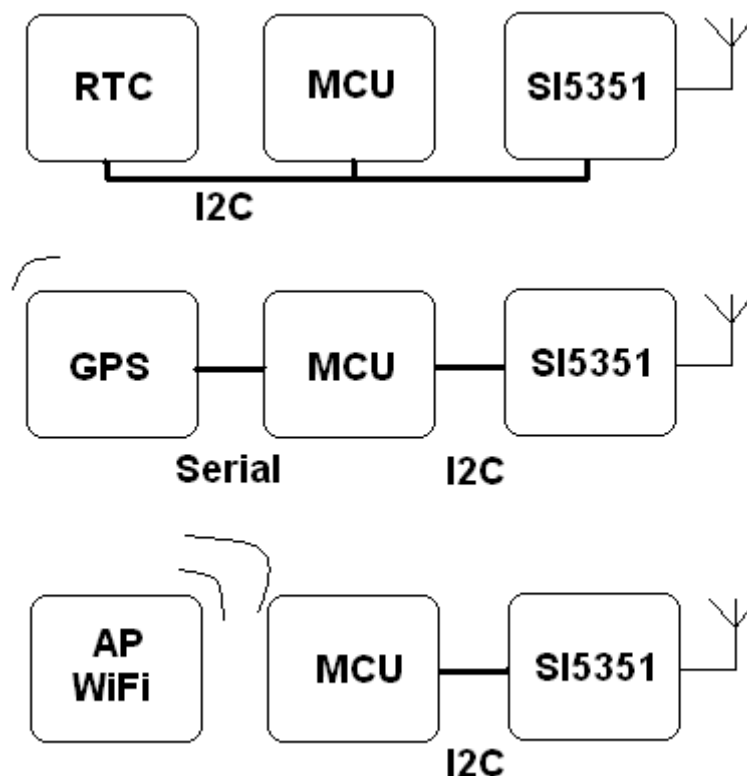 RTC
MCU
SI5351
I2C
GPS
MCU
SI5351
Serial
I2C
AP
WiFi
MCU
SI5351
I2C